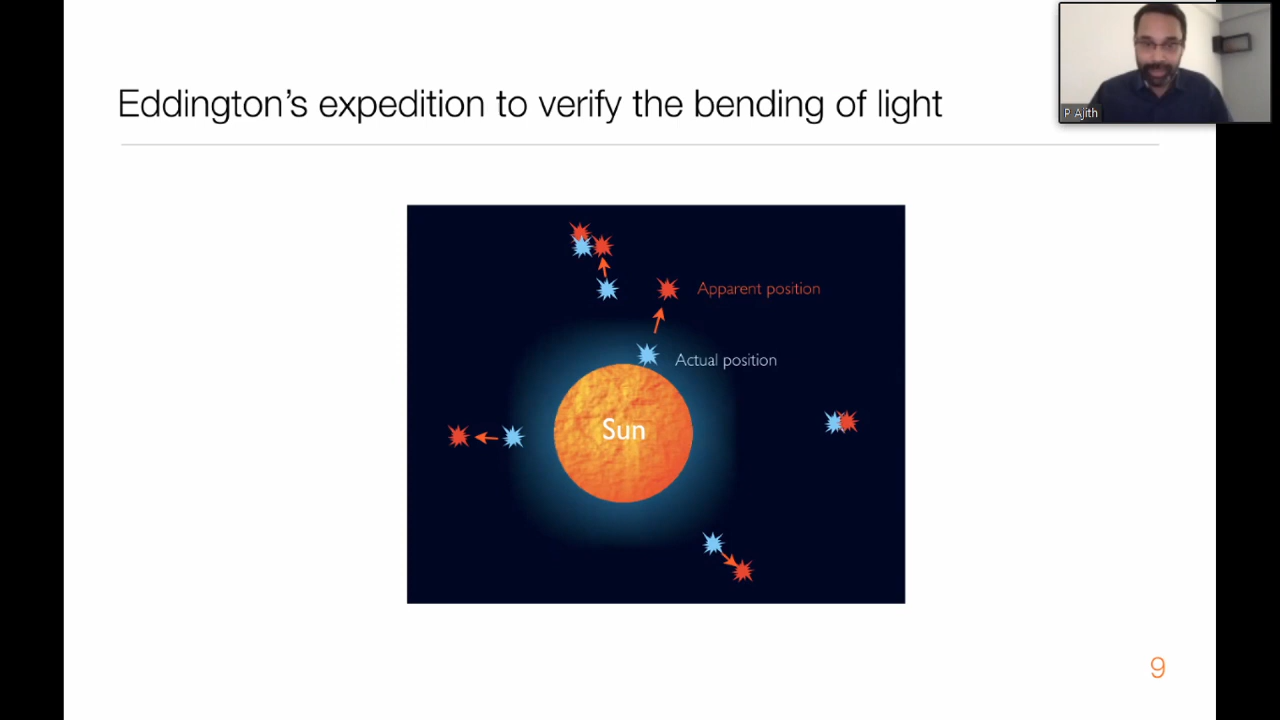 P Ajith
Eddington’s expedition to verify the bending of light
Apparent position
Actual position
Sun
9